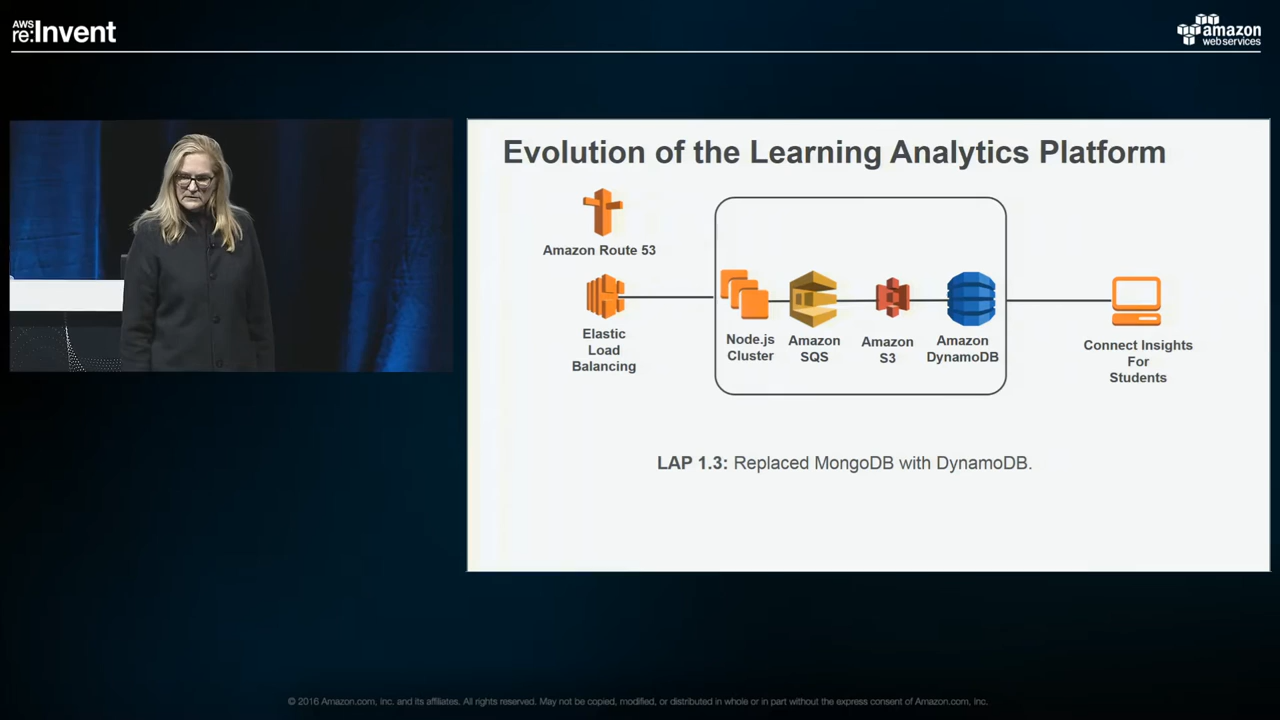 AWS
re:Invent
amazon
web services
Evolution of the Learning Analytics Platform
Amazon Route 53
Elastic
Load
Balancing
Node.js
Cluster
Amazon
SQS
Amazon
S3
Amazon
DynamoDB
Connect Insights
For
Students
LAP 1.3: Replaced MongoDB with DynamoDB.
© 2016 Amazon.com, Inc. and its affiliates. All rights reserved. May not be copied, modified, or distributed in whole or in part without the express consent of Amazon.com, Inc.